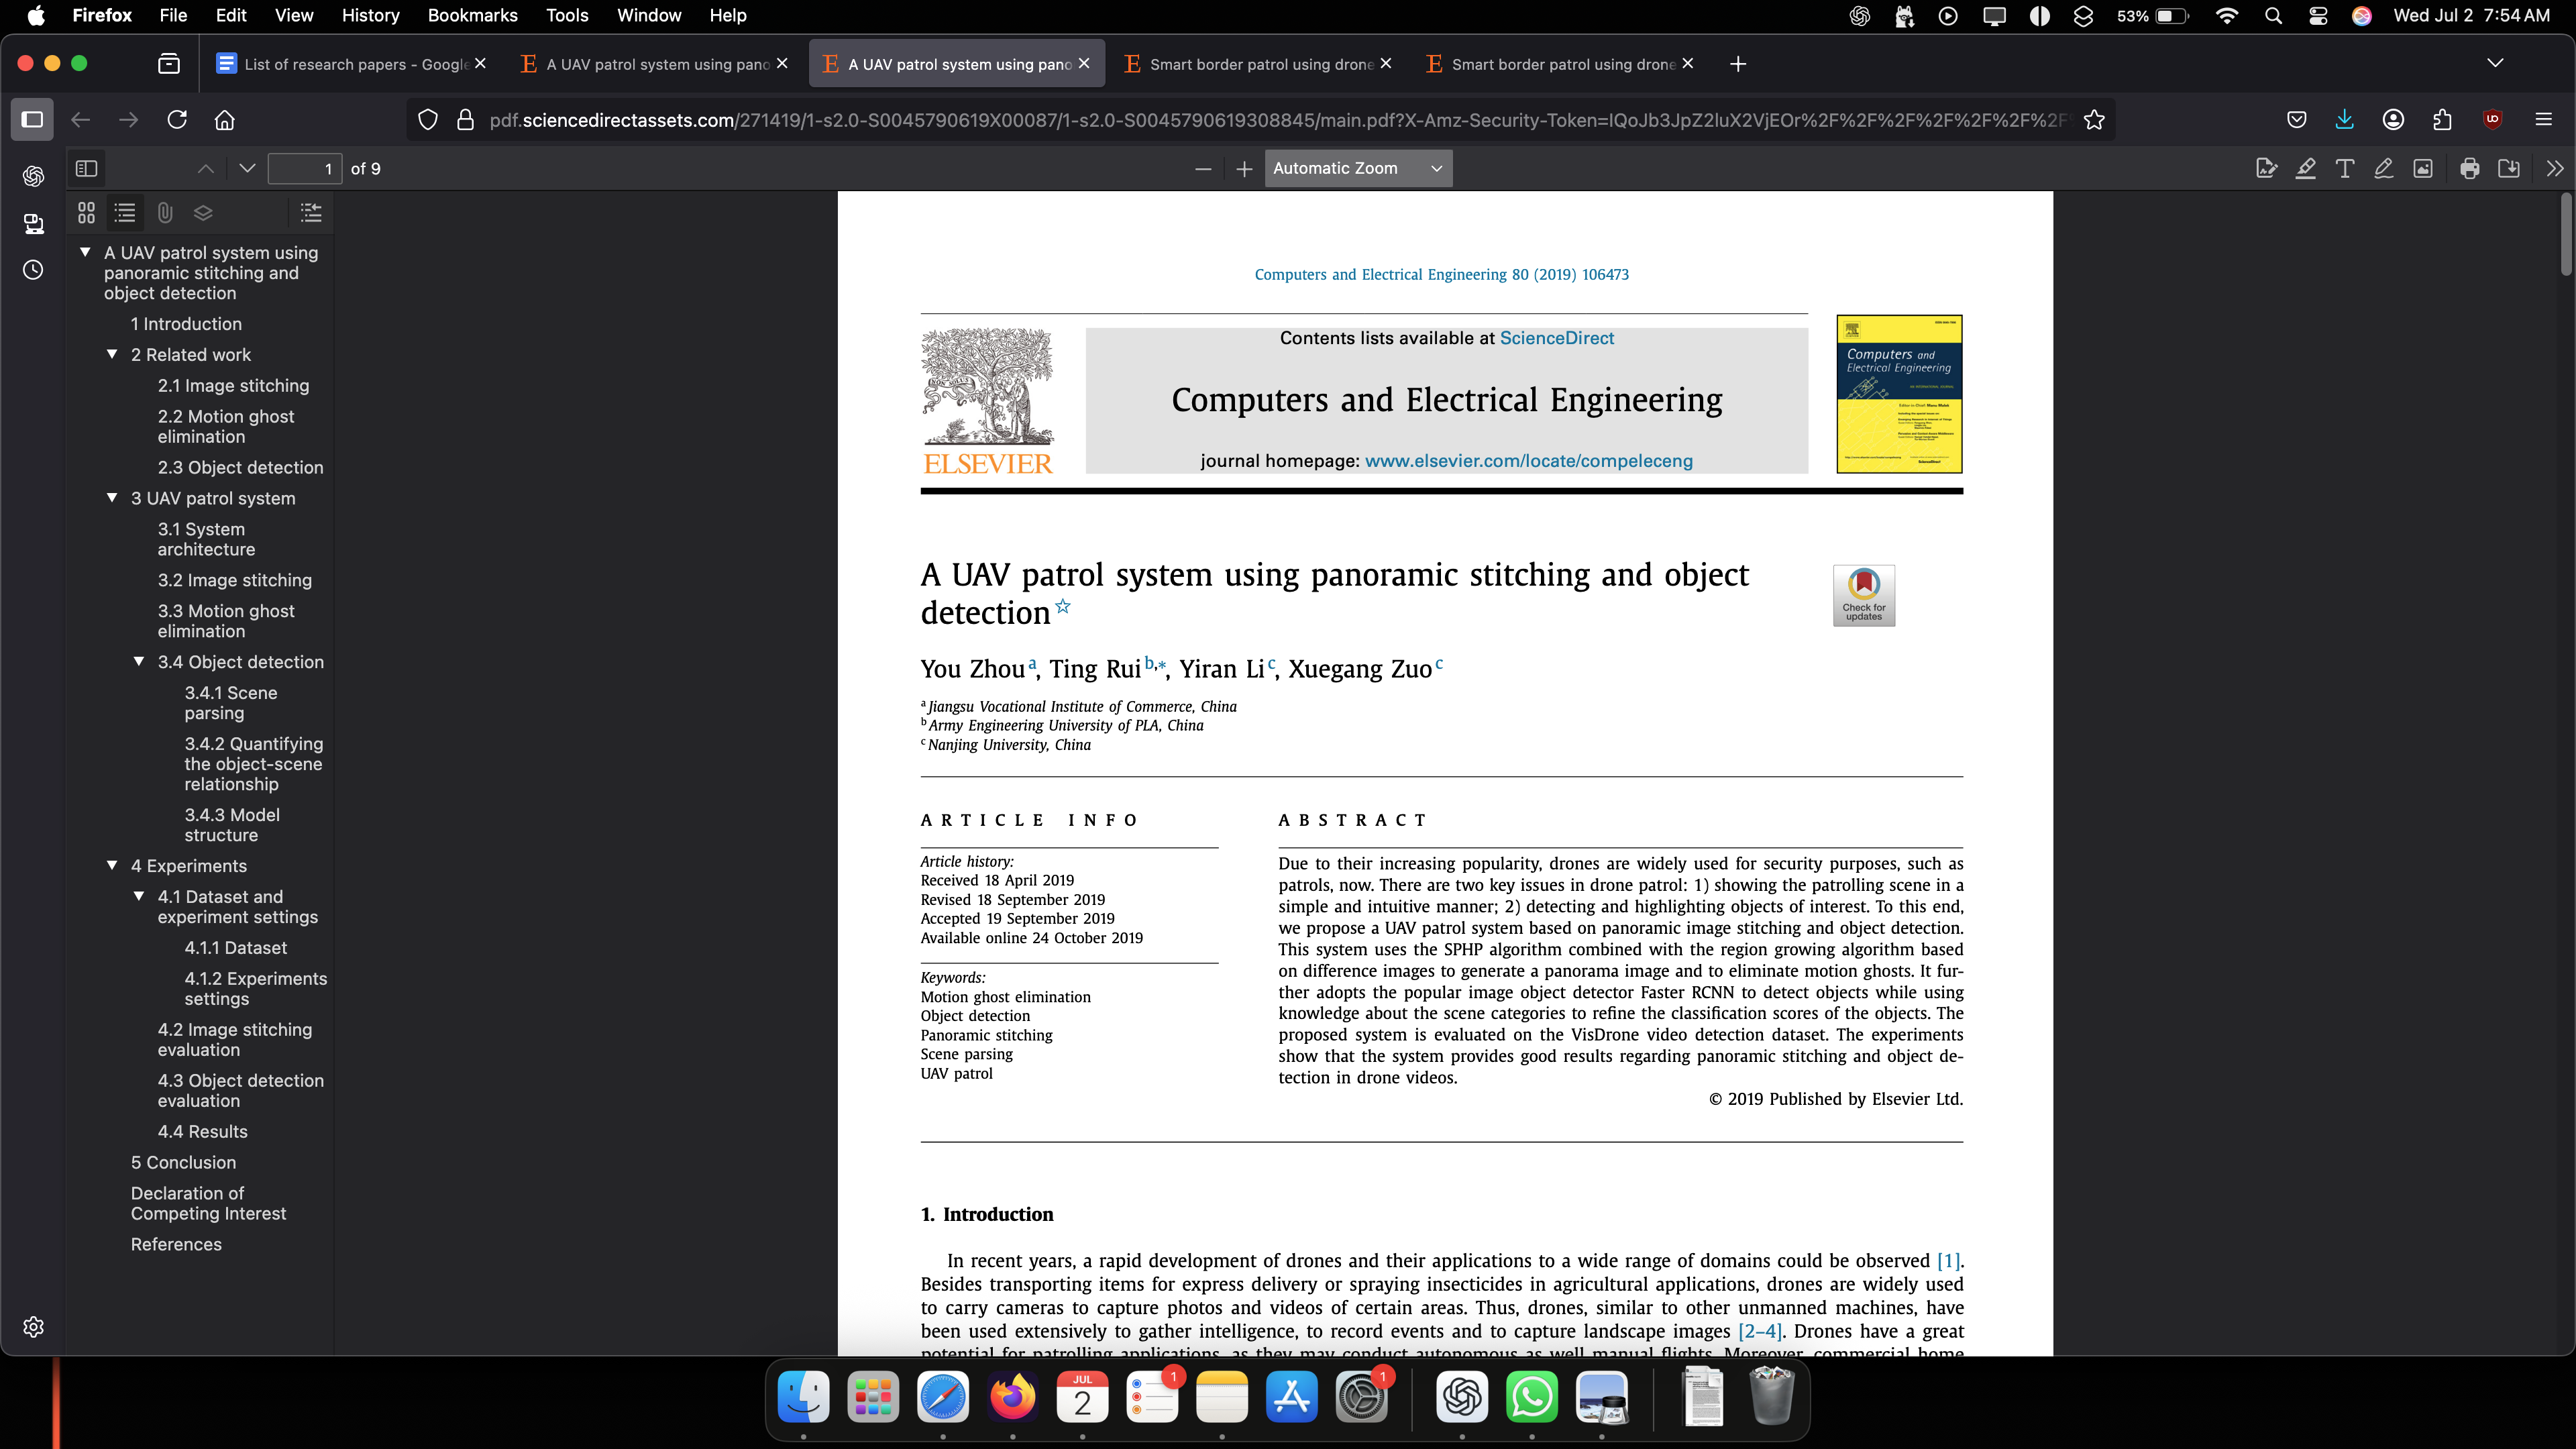 Firefox File Edit View History Bookmarks Tools Window Help
53%
Wed Jul 2 7:54 AM
List of research papers - Google
A UAV patrol system using pano
A UAV patrol system using pano
Smart border patrol using drone
Smart border patrol using drone
pdf.sciencedirectassets.com/271419/1-s2.0-S0045790619X00087/1-s2.0-S0045790619308845/main.pdf?X-Amz-Security-Token=IQoJb3JpZ2luX2VjEOr%2F%2F%2F%2F%2F%2F%2F
1 of 9
Automatic Zoom
A UAV patrol system using
panoramic stitching and
object detection
1 Introduction
2 Related work
2.1 Image stitching
2.2 Motion ghost
elimination
2.3 Object detection
3 UAV patrol system
3.1 System
architecture
3.2 Image stitching
3.3 Motion ghost
elimination
3.4 Object detection
3.4.1 Scene
parsing
3.4.2 Quantifying
the object-scene
relationship
3.4.3 Model
structure
4 Experiments
4.1 Dataset and
experiment settings
4.1.1 Dataset
4.1.2 Experiments
settings
4.2 Image stitching
evaluation
4.3 Object detection
evaluation
4.4 Results
5 Conclusion
Declaration of
Competing Interest
References
Computers and Electrical Engineering 80 (2019) 106473
ELSEVIER
Contents lists available at ScienceDirect
Computers and Electrical Engineering
journal homepage: www.elsevier.com/locate/compeleceng
Computers and
Electrical Engineering
A UAV patrol system using panoramic stitching and object
detection☆
Check for
updates
You Zhou a, Ting Rui b,*, Yiran Li c, Xuegang Zuo c
a Jiangsu Vocational Institute of Commerce, China
b Army Engineering University of PLA, China
c Nanjing University, China
ARTICLE INFO
Article history:
Received 18 April 2019
Revised 18 September 2019
Accepted 19 September 2019
Available online 24 October 2019
Keywords:
Motion ghost elimination
Object detection
Panoramic stitching
Scene parsing
UAV patrol
ABSTRACT
Due to their increasing popularity, drones are widely used for security purposes, such as
patrols, now. There are two key issues in drone patrol: 1) showing the patrolling scene in a
simple and intuitive manner; 2) detecting and highlighting objects of interest. To this end,
we propose a UAV patrol system based on panoramic image stitching and object detection.
This system uses the SPHP algorithm combined with the region growing algorithm based
on difference images to generate a panorama image and to eliminate motion ghosts. It fur-
ther adopts the popular image object detector Faster RCNN to detect objects while using
knowledge about the scene categories to refine the classification scores of the objects. The
proposed system is evaluated on the VisDrone video detection dataset. The experiments
show that the system provides good results regarding panoramic stitching and object de-
tection in drone videos.
© 2019 Published by Elsevier Ltd.
1. Introduction
In recent years, a rapid development of drones and their applications to a wide range of domains could be observed [1].
Besides transporting items for express delivery or spraying insecticides in agricultural applications, drones are widely used
to carry cameras to capture photos and videos of certain areas. Thus, drones, similar to other unmanned machines, have
been used extensively to gather intelligence, to record events and to capture landscape images [2–4]. Drones have a great
potential for patrolling applications, as they may conduct autonomous as well manual flights. Moreover, commercial home
JUL
2
1
1